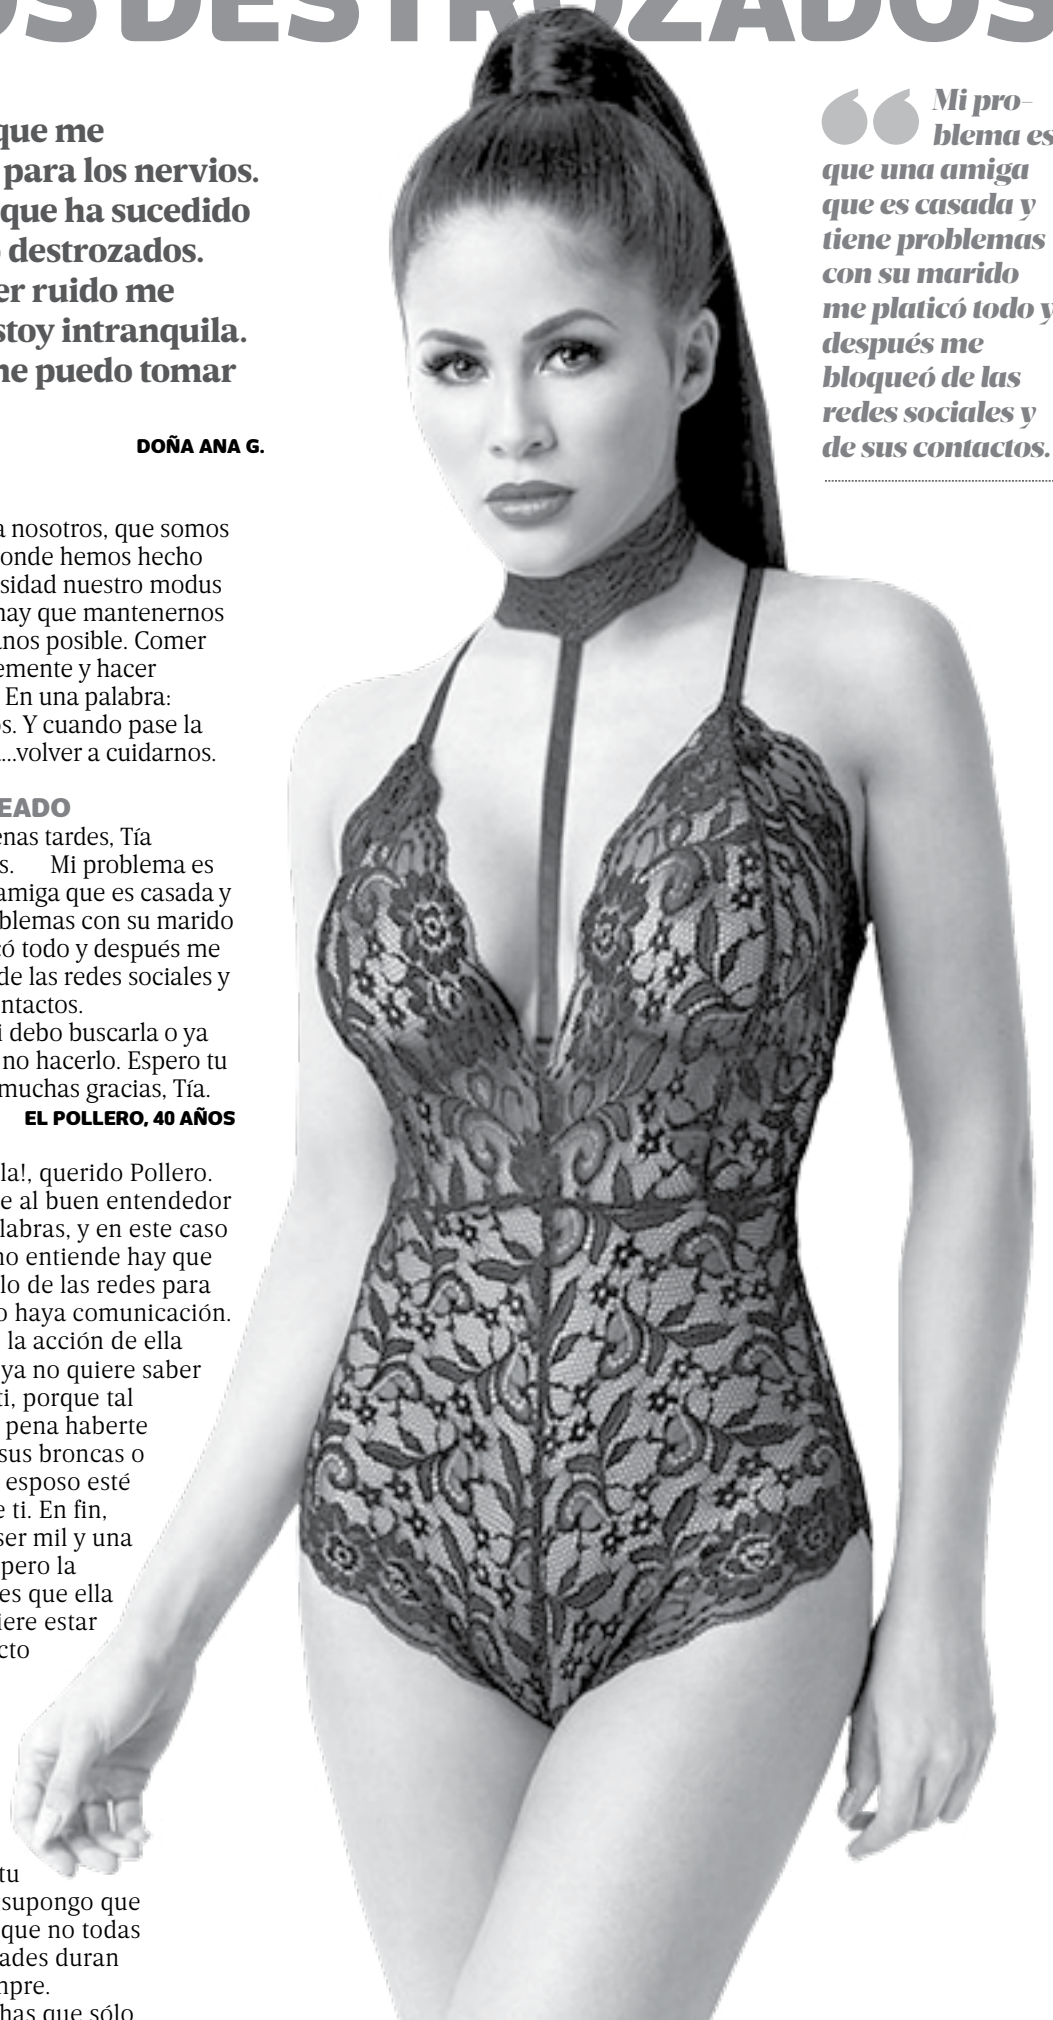 OS DESTROZADOS
que me
para los nervios.
que ha sucedido
destrozados.
er ruido me
stoy intranquila.
me puedo tomar
DOÑA ANA G.
a nosotros, que somos
onde hemos hecho
sidad nuestro modus
hay que mantenernos
anos posible. Comer
emente y hacer
En una palabra:
os. Y cuando pase la
...volver a cuidarnos.
EADO
enas tardes, Tía
s. Mi problema es
amiga que es casada y
blemas con su marido
có todo y después me
de las redes sociales y
ntactos.
i debo buscarla o ya
no hacerlo. Espero tu
muchas gracias, Tía.
EL POLLERO, 40 AÑOS
la!, querido Pollero.
e al buen entendedor
labras, y en este caso
no entiende hay que
lo de las redes para
o haya comunicación.
la acción de ella
ya no quiere saber
ti, porque tal
pena haberte
sus broncas o
esposo esté
e ti. En fin,
ser mil y una
pero la
es que ella
iere estar
cto
tu
supongo que
que no todas
ades duran
mpre.
has que sólo
“Mi pro-
blema es
que una amiga
que es casada y
tiene problemas
con su marido
me platicó todo y
después me
bloqueó de las
redes sociales y
de sus contactos.